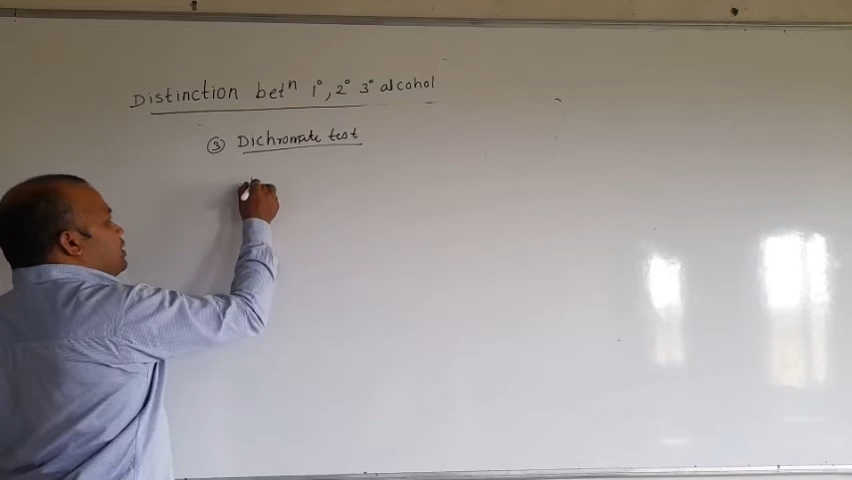 Distinction betⁿ 1°, 2° 3° alcohol
③ Dichromate test